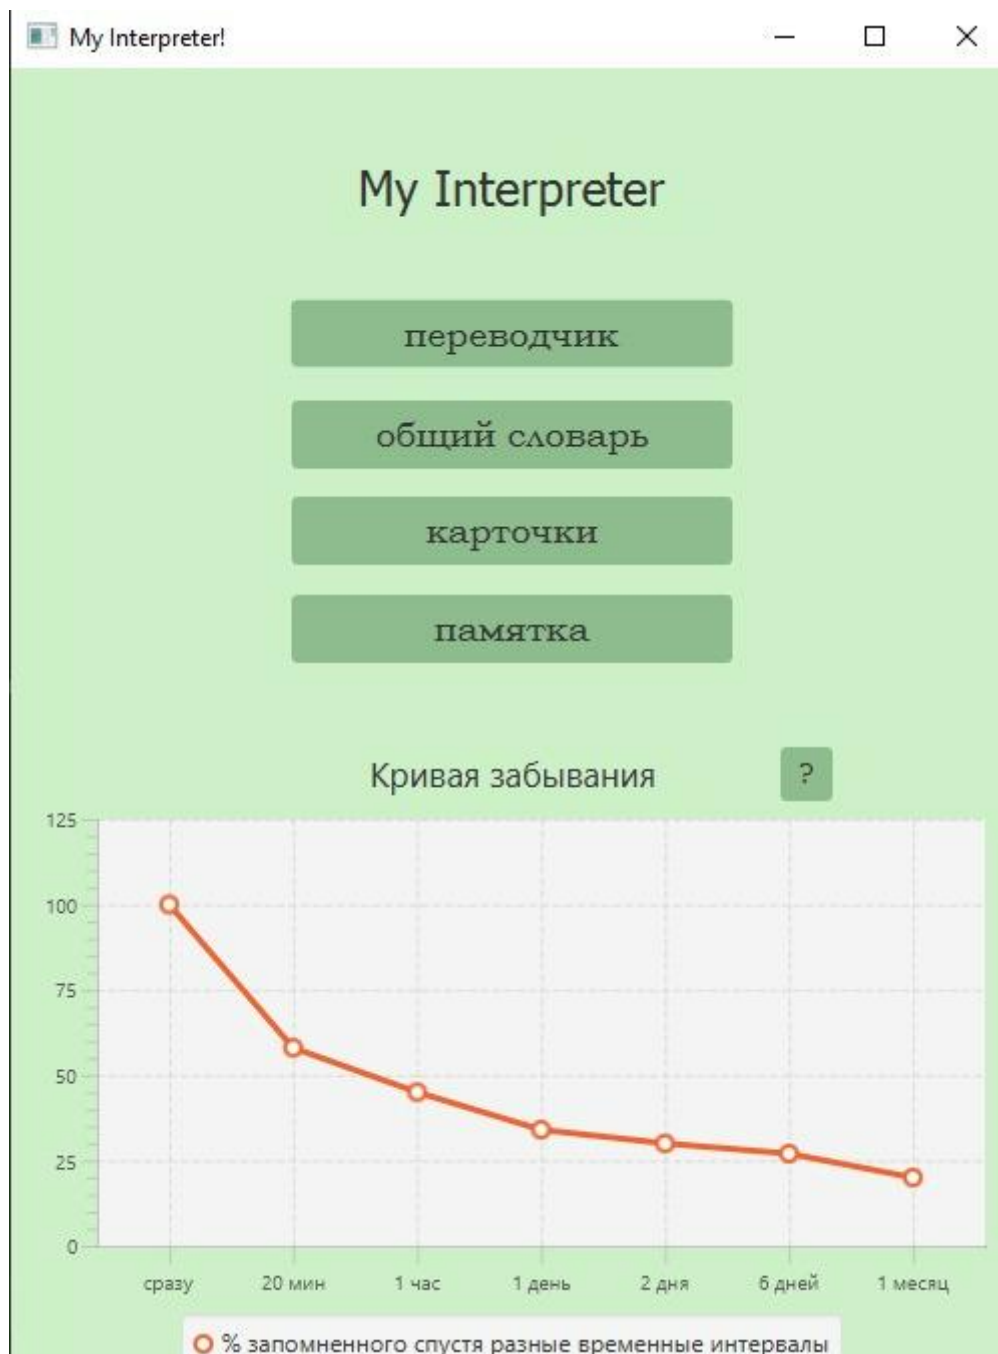 My Interpreter!
My Interpreter
переводчик
общий словарь
карточки
памятка
Кривая забывания
?
125
100
75
50
25
0
сразу 20 мин 1 час 1 день 2 дня 6 дней 1 месяц
% запомненного спустя разные временные интервалы